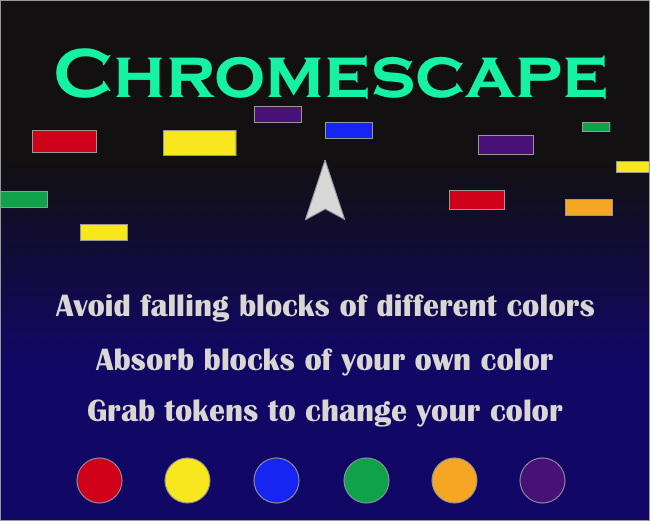 Chromescape
Avoid falling blocks of different colors
Absorb blocks of your own color
Grab tokens to change your color